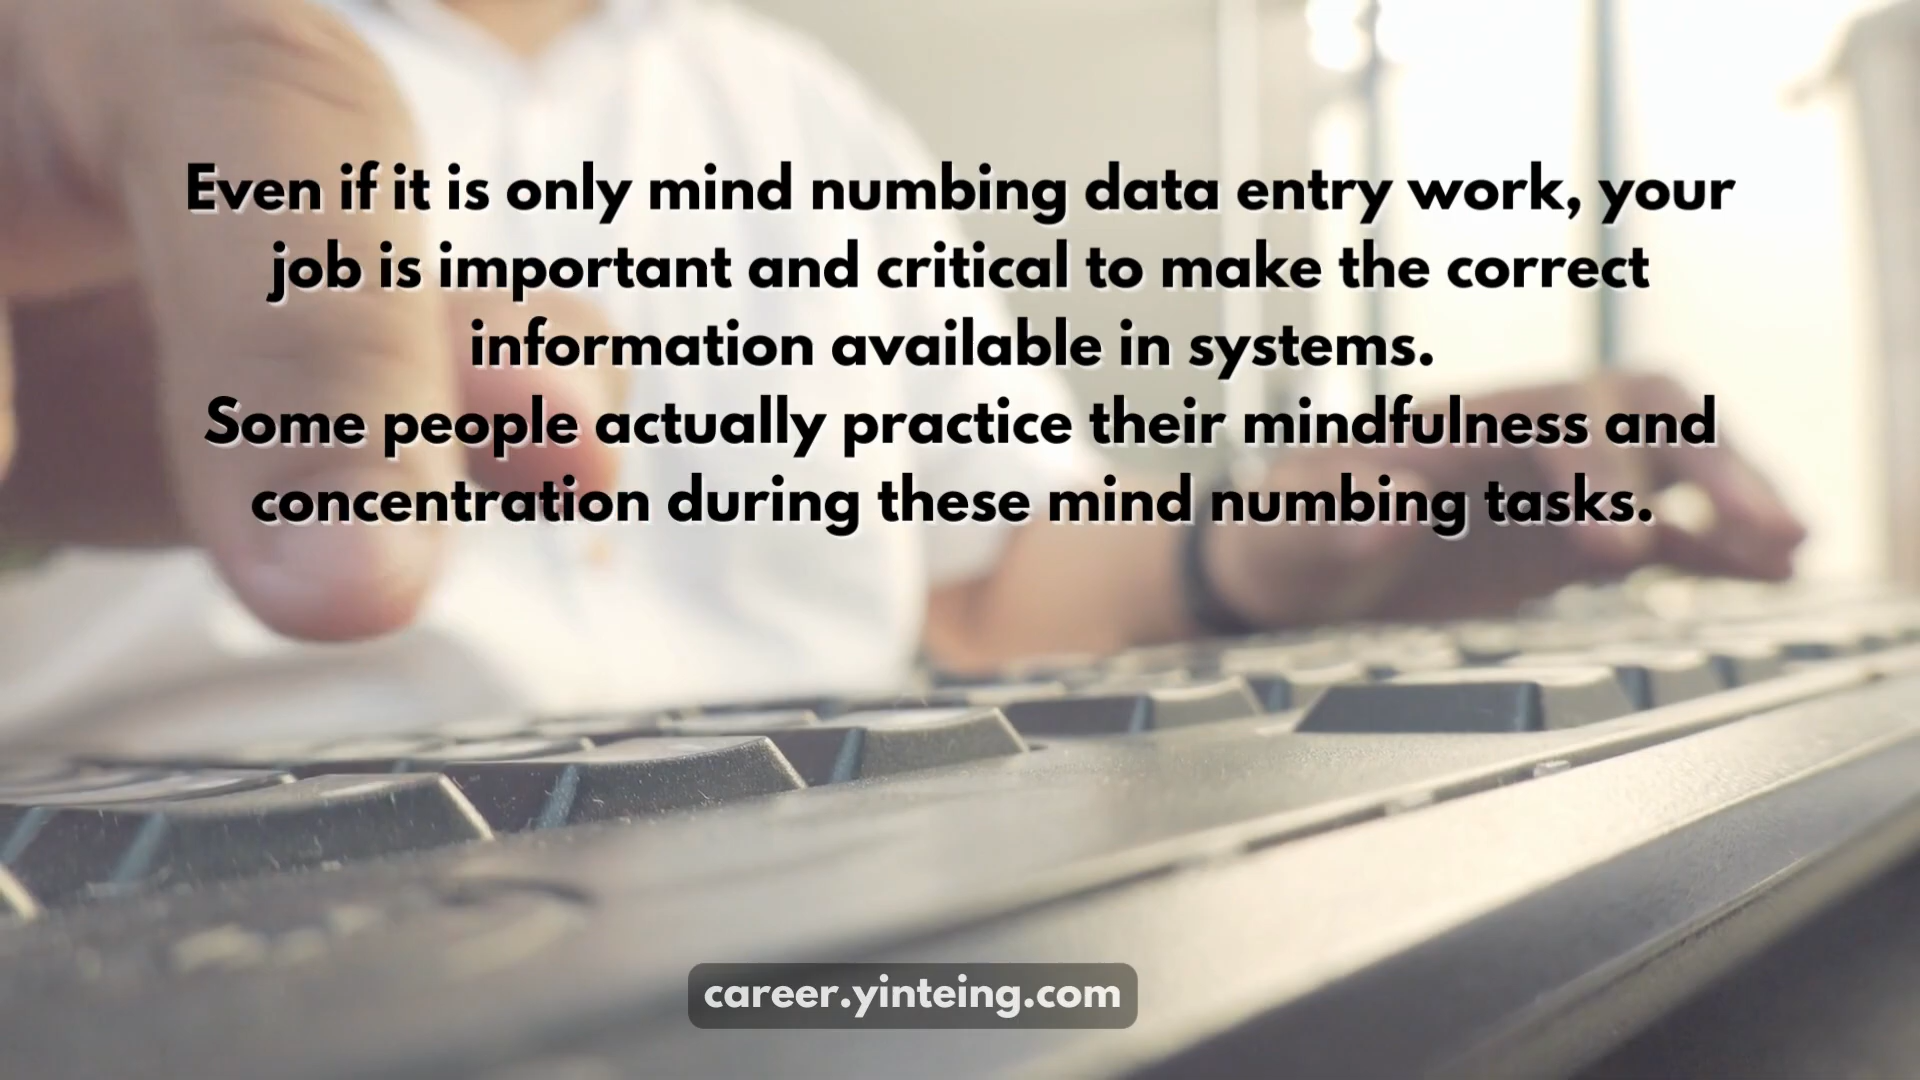 Even if it is only mind numbing data entry work, your
job is important and critical to make the correct
information available in systems.
Some people actually practice their mindfulness and
concentration during these mind numbing tasks.
career.yinteing.com